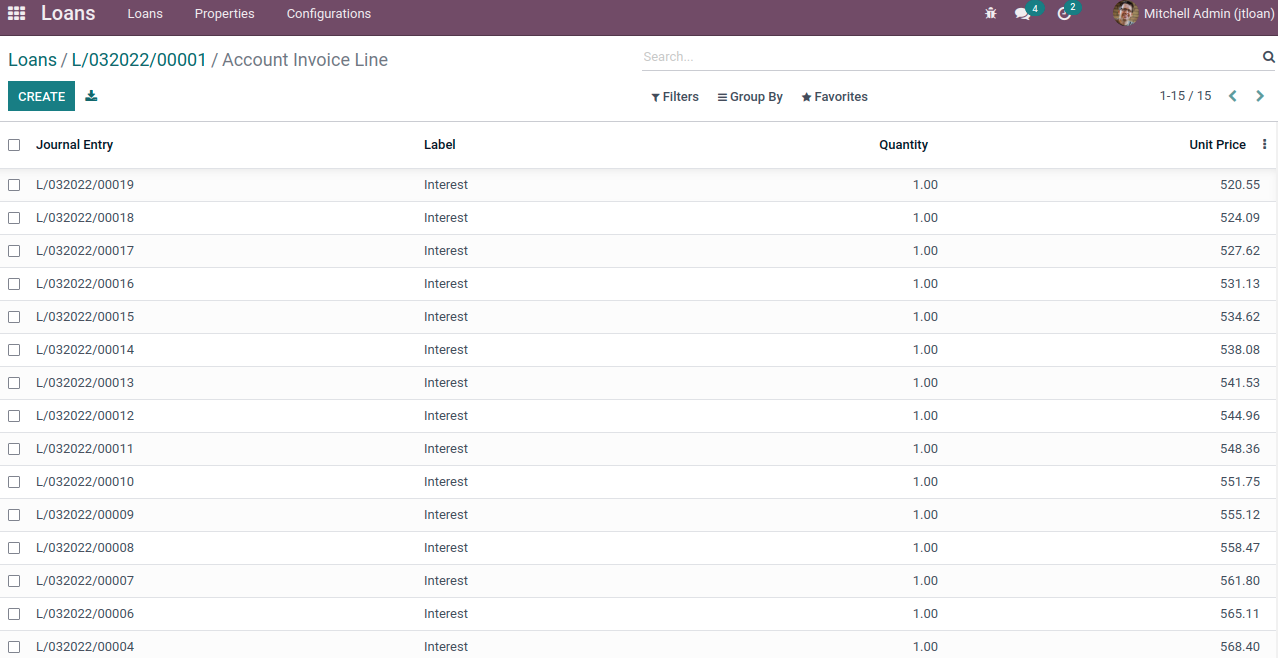 Loans Loans Properties Configurations 4 2 Mitchell Admin (jtloan)
Loans / L/032022/00001 / Account Invoice Line Search...
CREATE Filters Group By Favorites 1-15 / 15
Journal Entry Label Quantity Unit Price
L/032022/00019 Interest 1.00 520.55
L/032022/00018 Interest 1.00 524.09
L/032022/00017 Interest 1.00 527.62
L/032022/00016 Interest 1.00 531.13
L/032022/00015 Interest 1.00 534.62
L/032022/00014 Interest 1.00 538.08
L/032022/00013 Interest 1.00 541.53
L/032022/00012 Interest 1.00 544.96
L/032022/00011 Interest 1.00 548.36
L/032022/00010 Interest 1.00 551.75
L/032022/00009 Interest 1.00 555.12
L/032022/00008 Interest 1.00 558.47
L/032022/00007 Interest 1.00 561.80
L/032022/00006 Interest 1.00 565.11
L/032022/00004 Interest 1.00 568.40